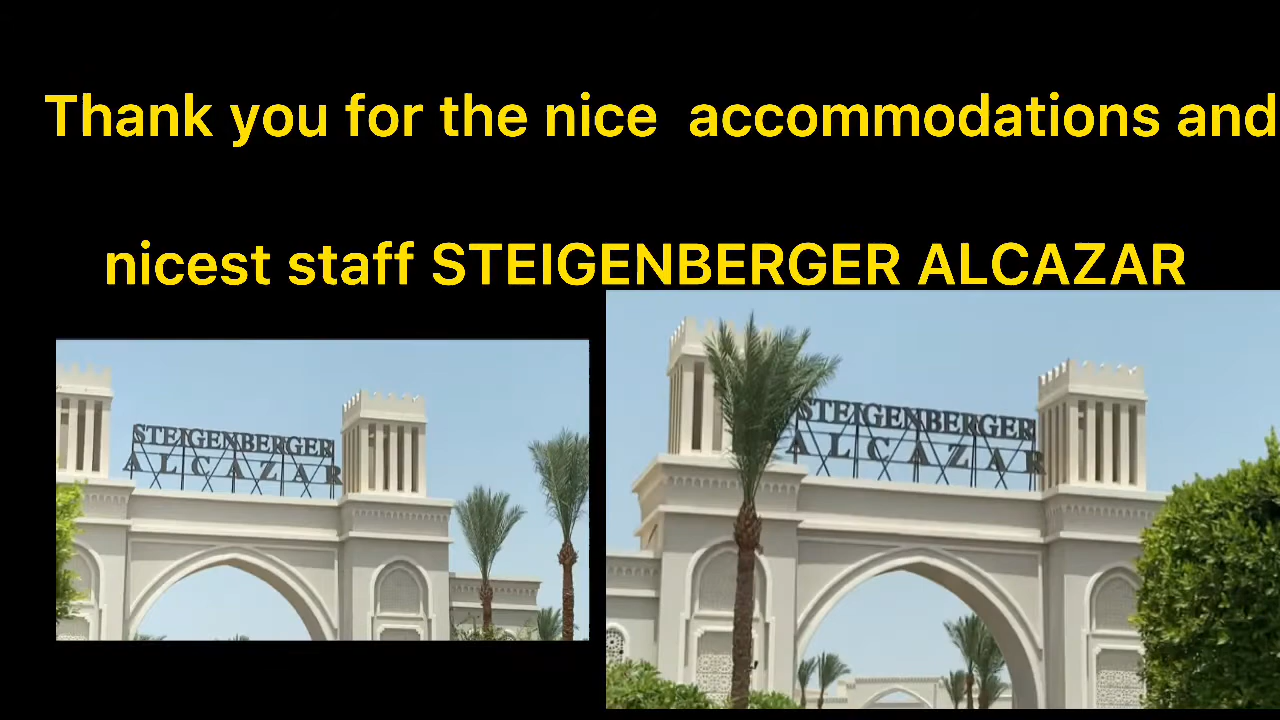 Thank you for the nice  accommodations and
nicest staff STEIGENBERGER ALCAZAR
STEIGENBERGER
ALCAZAR
STEIGENBERGER
ALCAZAR